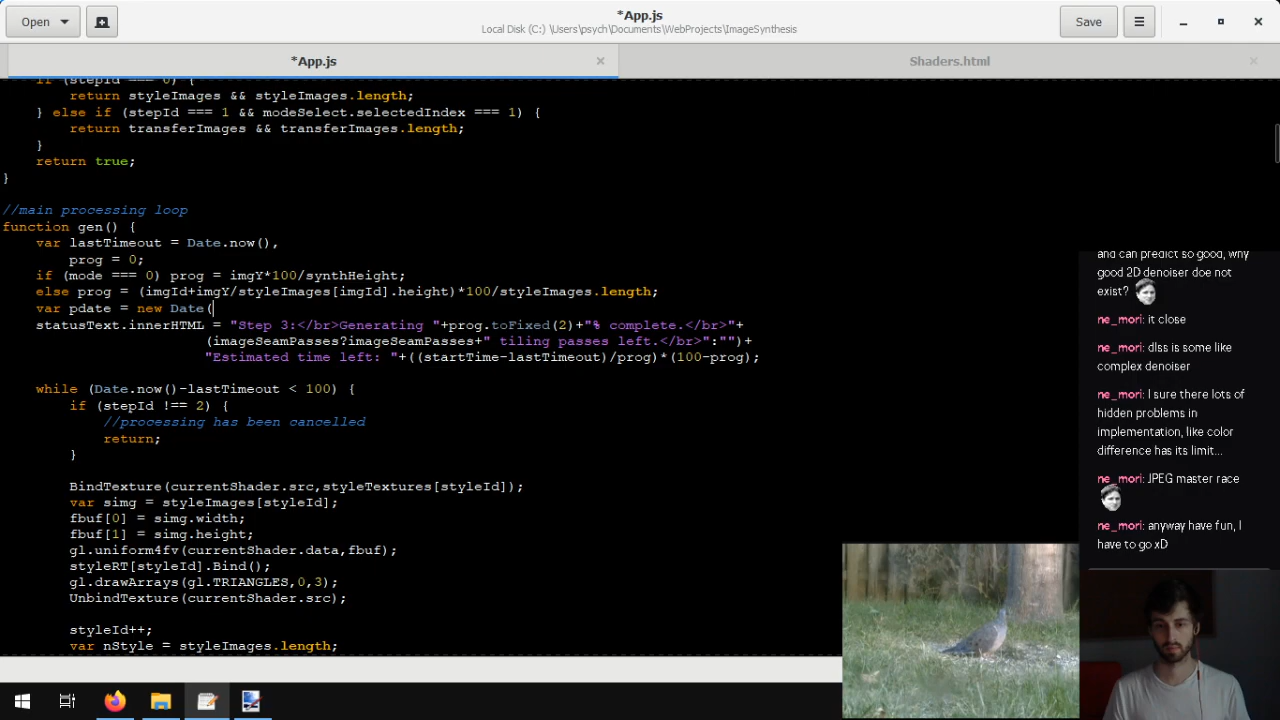 Open
*App.js
Local Disk (C:) \Users\psych\Documents\WebProjects\ImageSynthesis
Save
*App.js
Shaders.html
if (stepId === 0) {
return styleImages && styleImages.length;
} else if (stepId === 1 && modeSelect.selectedIndex === 1) {
return transferImages && transferImages.length;
}
return true;
}
//main processing loop
function gen() {
var lastTimeout = Date.now(),
prog = 0;
if (mode === 0) prog = imgY*100/synthHeight;
else prog = (imgId+imgY/styleImages[imgId].height)*100/styleImages.length;
var pdate = new Date(
statusText.innerHTML = "Step 3:</br>Generating "+prog.toFixed(2)+"% complete.</br>"+
(imageSeamPasses?imageSeamPasses+" tiling passes left.</br>":"")+
"Estimated time left: "+((startTime-lastTimeout)/prog)*(100-prog);
while (Date.now()-lastTimeout < 100) {
if (stepId !== 2) {
//processing has been cancelled
return;
}
BindTexture(currentShader.src,styleTextures[styleId]);
var simg = styleImages[styleId];
fbuf[0] = simg.width;
fbuf[1] = simg.height;
gl.uniform4fv(currentShader.data,fbuf);
styleRT[styleId].Bind();
gl.drawArrays(gl.TRIANGLES,0,3);
UnbindTexture(currentShader.src);
styleId++;
var nStyle = styleImages.length;
and can predict so good, why
good 2D denoiser doe not
exist?
ne_mori: it close
ne_mori: dlss is some like
complex denoiser
ne_mori: I sure there lots of
hidden problems in
implementation, like color
difference has its limit...
ne_mori: JPEG master race
ne_mori: anyway have fun, I
have to go xD